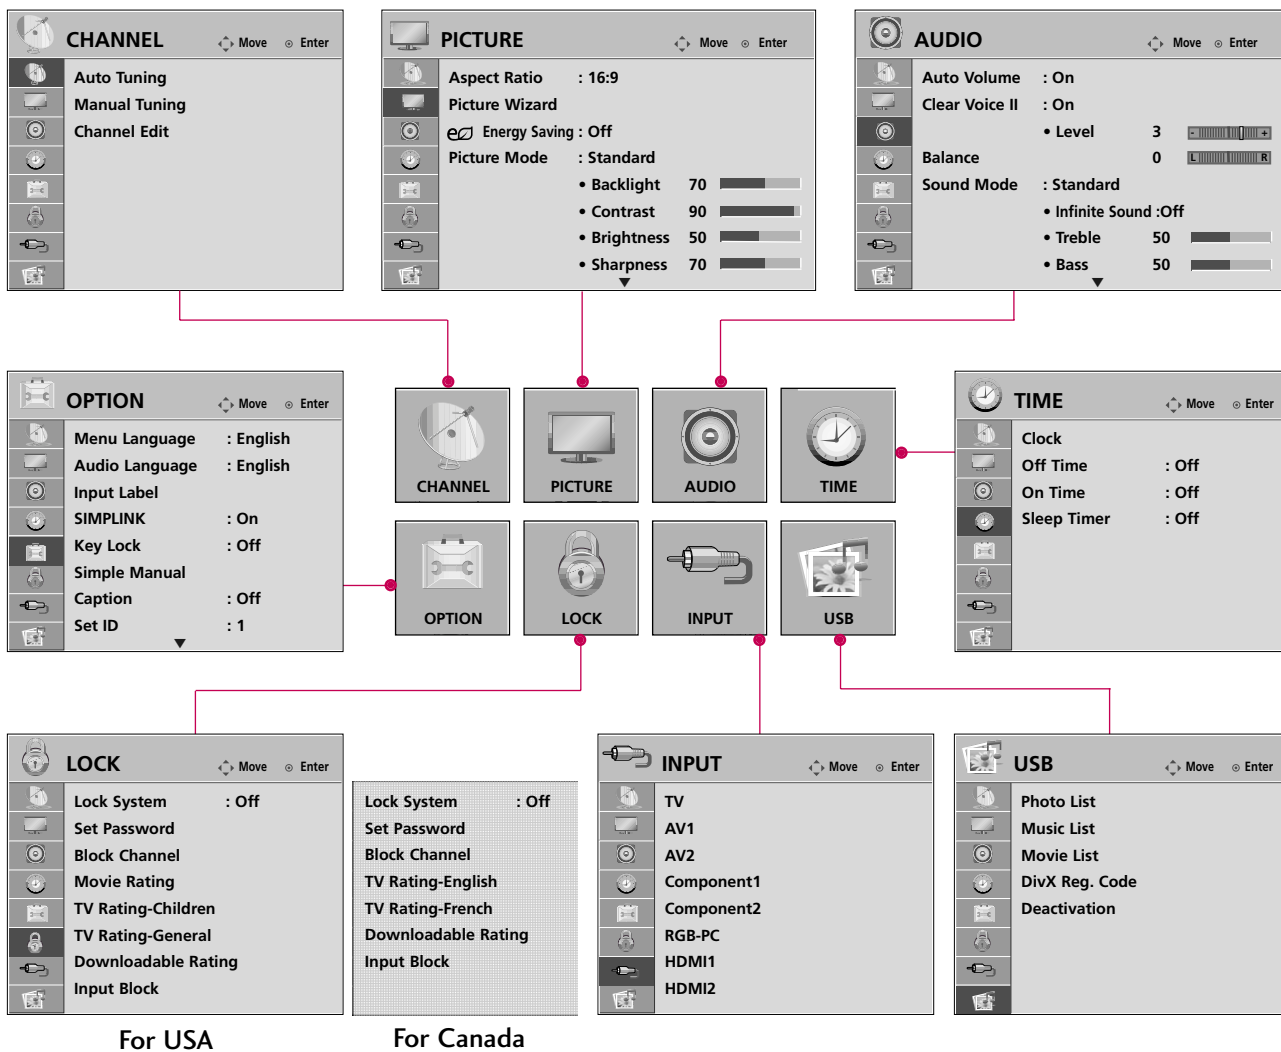 CHANNEL Move Enter
Auto Tuning
Manual Tuning
Channel Edit
PICTURE Move Enter
Aspect Ratio : 16:9
Picture Wizard
eco Energy Saving : Off
Picture Mode : Standard
• Backlight 70
• Contrast 90
• Brightness 50
• Sharpness 70
AUDIO Move Enter
Auto Volume : On
Clear Voice II : On
• Level 3 - +
Balance 0 L R
Sound Mode : Standard
• Infinite Sound :Off
• Treble 50
• Bass 50
OPTION Move Enter
Menu Language : English
Audio Language : English
Input Label
SIMPLINK : On
Key Lock : Off
Simple Manual
Caption : Off
Set ID : 1
CHANNEL
PICTURE
AUDIO
TIME
OPTION
LOCK
INPUT
USB
TIME Move Enter
Clock
Off Time : Off
On Time : Off
Sleep Timer : Off
LOCK Move Enter
Lock System : Off
Set Password
Block Channel
Movie Rating
TV Rating-Children
TV Rating-General
Downloadable Rating
Input Block
For USA
Lock System : Off
Set Password
Block Channel
TV Rating-English
TV Rating-French
Downloadable Rating
Input Block
For Canada
INPUT Move Enter
TV
AV1
AV2
Component1
Component2
RGB-PC
HDMI1
HDMI2
USB Move Enter
Photo List
Music List
Movie List
DivX Reg. Code
Deactivation